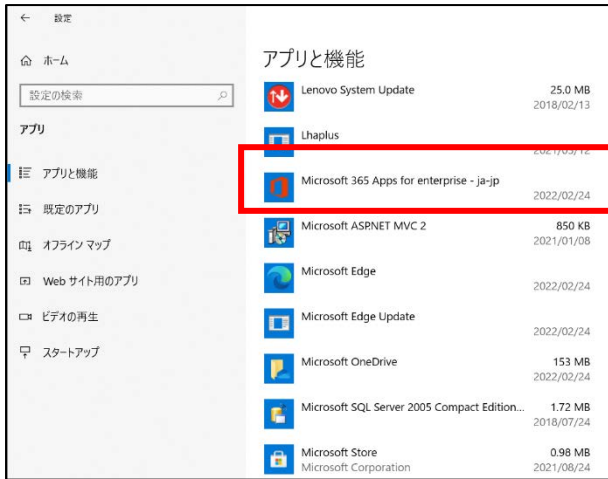 ← 設定
ホーム
設定の検索
アプリ
アプリと機能
既定のアプリ
オフライン マップ
Web サイト用のアプリ
ビデオの再生
スタートアップ
アプリと機能
Lenovo System Update 25.0 MB
2018/02/13
Lhaplus
2021/05/12
Microsoft 365 Apps for enterprise - ja-jp
2022/02/24
Microsoft ASP.NET MVC 2 850 KB
2021/01/08
Microsoft Edge
2022/02/24
Microsoft Edge Update
2022/02/24
Microsoft OneDrive 153 MB
2022/02/24
Microsoft SQL Server 2005 Compact Edition... 1.72 MB
2018/07/24
Microsoft Store 0.98 MB
Microsoft Corporation 2021/08/24